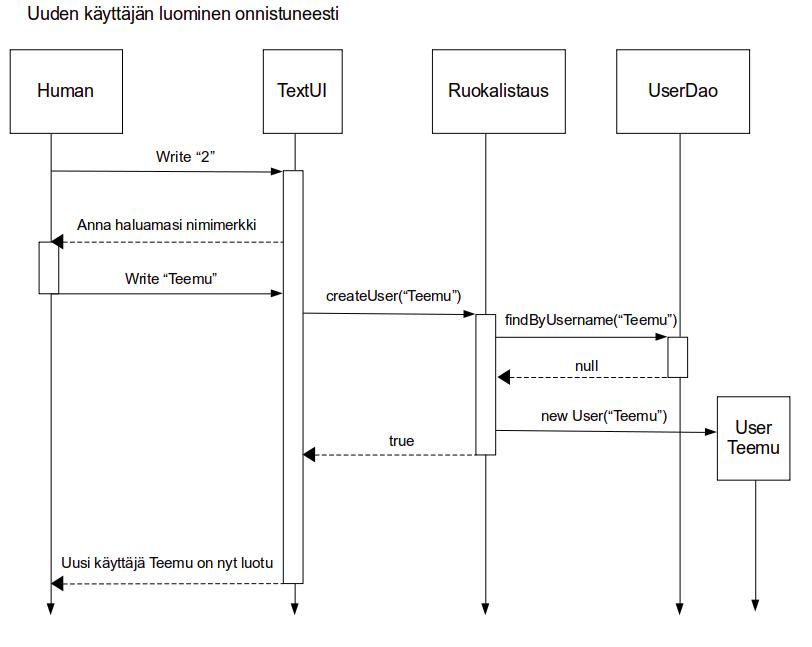 Uuden käyttäjän luominen onnistuneesti
Human
TextUI
Ruokalistaus
UserDao
Write “2”
Anna haluamasi nimimerkki
Write “Teemu”
createUser(“Teemu”)
findByUsername(“Teemu”)
null
new User(“Teemu”)
User
Teemu
true
Uusi käyttäjä Teemu on nyt luotu